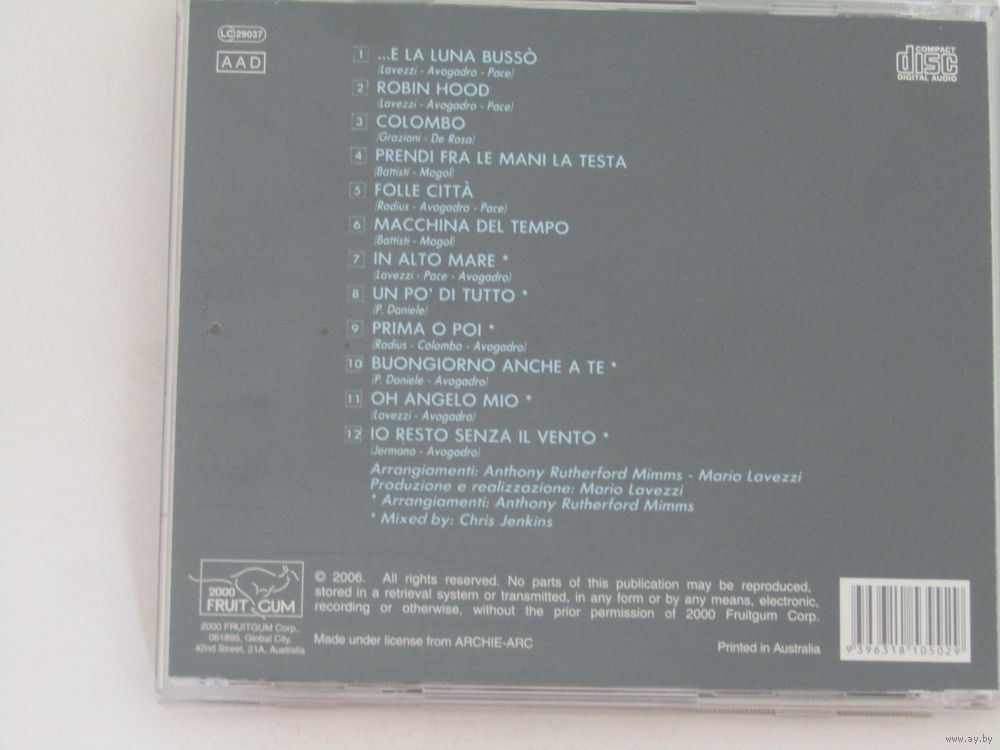 LC 29037
AAD
COMPACT
disc
DIGITAL AUDIO
1 ...E LA LUNA BUSSÒ
(Lavezzi - Avogadro - Pace)
2 ROBIN HOOD
(Lavezzi - Avogadro - Pace)
3 COLOMBO
(Graziani - De Rosa)
4 PRENDI FRA LE MANI LA TESTA
(Battisti - Mogol)
5 FOLLE CITTÀ
(Radius - Avogadro - Pace)
6 MACCHINA DEL TEMPO
(Battisti - Mogol)
7 IN ALTO MARE *
(Lavezzi - Pace - Avogadro)
8 UN PO' DI TUTTO *
(P. Daniele)
9 PRIMA O POI *
(Radius - Colombo - Avogadro)
10 BUONGIORNO ANCHE A TE *
(P. Daniele - Avogadro)
11 OH ANGELO MIO *
(Lavezzi - Avogadro)
12 IO RESTO SENZA IL VENTO *
(Jermano - Avogadro)
Arrangiamenti: Anthony Rutherford Mimms - Mario Lavezzi
Produzione e realizzazione: Mario Lavezzi
* Arrangiamenti: Anthony Rutherford Mimms
* Mixed by: Chris Jenkins
2000
FRUITGUM
2000 FRUITGUM Corp.,
061895, Global City,
42nd Street, 21A, Australia
© 2006. All rights reserved. No parts of this publication may be reproduced,
stored in a retrieval system or transmitted, in any form or by any means, electronic,
recording or otherwise, without the prior permission of 2000 Fruitgum Corp.
Made under license from ARCHIE-ARC
Printed in Australia
9 396318 105029
www.ay.by